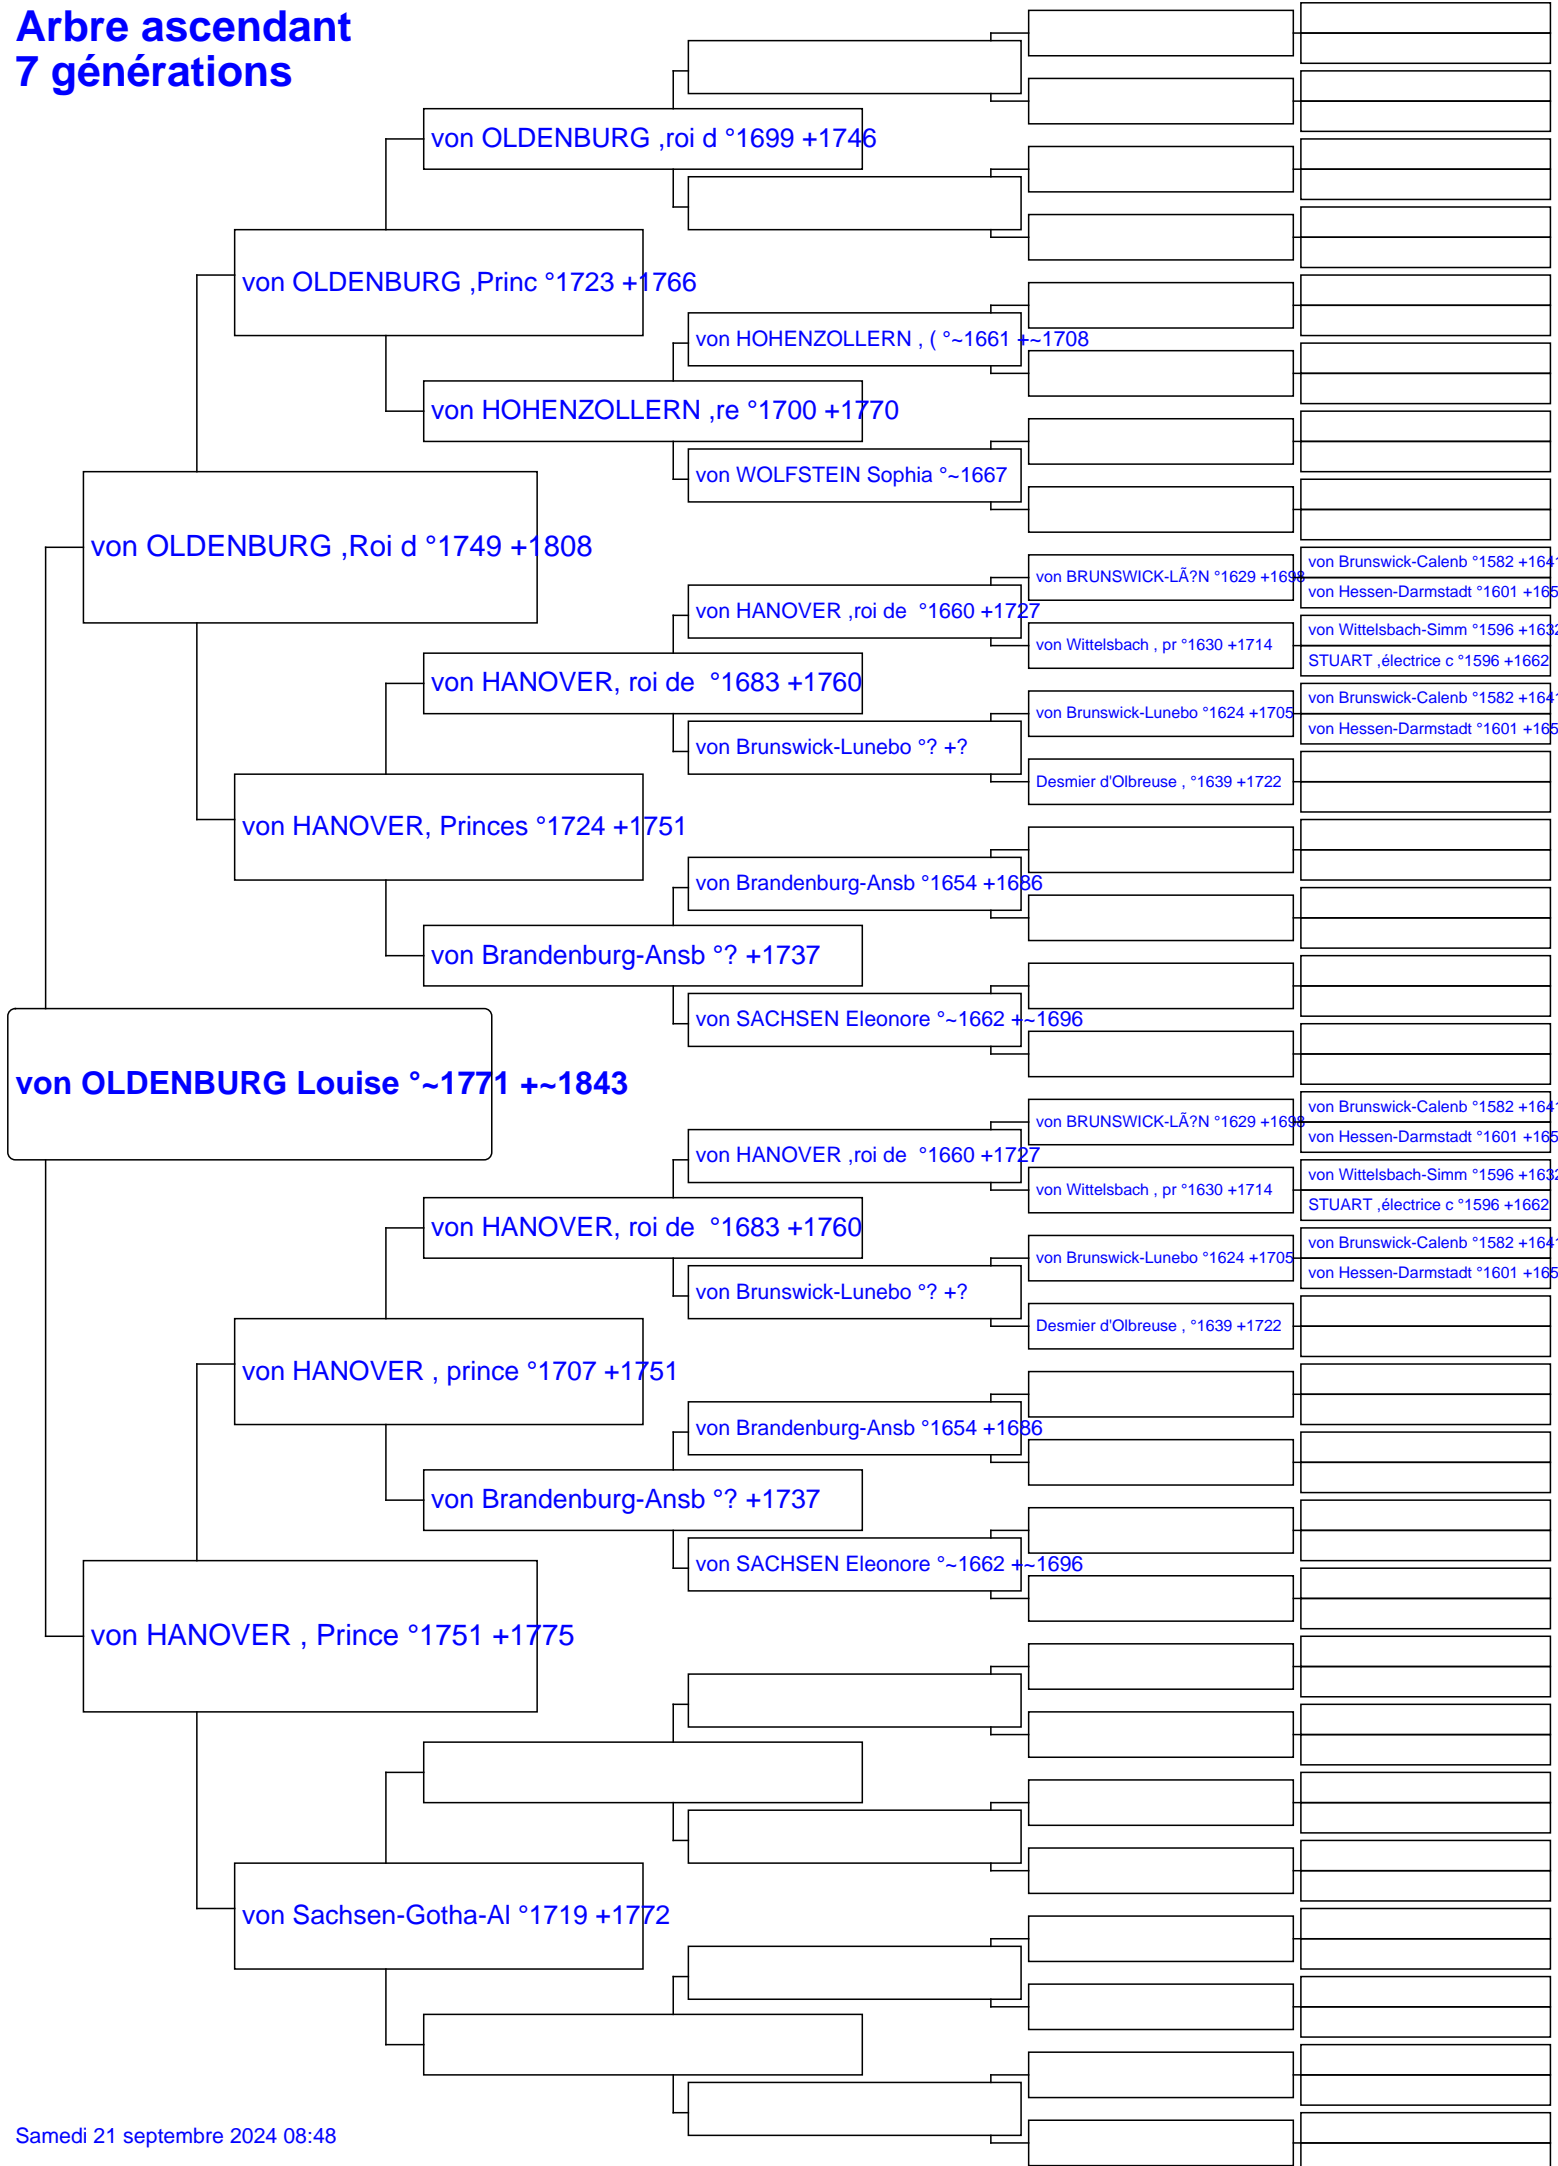 Arbre ascendant
7 générations
von OLDENBURG ,roi d °1699 +1746
von OLDENBURG ,Princ °1723 +1766
von HOHENZOLLERN , ( °~1661 +~1708
von HOHENZOLLERN ,re °1700 +1770
von WOLFSTEIN Sophia °~1667
von OLDENBURG ,Roi d °1749 +1808
von Brunswick-Calenb °1582 +1641
von BRUNSWICK-LÃ?N °1629 +1698
von Hessen-Darmstadt °1601 +165
von HANOVER ,roi de  °1660 +1727
von Wittelsbach-Simm °1596 +1632
von Wittelsbach , pr °1630 +1714
STUART ,électrice c °1596 +1662
von HANOVER, roi de  °1683 +1760
von Brunswick-Calenb °1582 +1641
von Brunswick-Lunebo °1624 +1705
von Hessen-Darmstadt °1601 +165
von Brunswick-Lunebo °? +?
Desmier d'Olbreuse , °1639 +1722
von HANOVER, Princes °1724 +1751
von Brandenburg-Ansb °1654 +1686
von Brandenburg-Ansb °? +1737
von SACHSEN Eleonore °~1662 +~1696
von OLDENBURG Louise °~1771 +~1843
von Brunswick-Calenb °1582 +1641
von BRUNSWICK-LÃ?N °1629 +1698
von Hessen-Darmstadt °1601 +165
von HANOVER ,roi de  °1660 +1727
von Wittelsbach-Simm °1596 +1632
von Wittelsbach , pr °1630 +1714
STUART ,électrice c °1596 +1662
von HANOVER, roi de  °1683 +1760
von Brunswick-Calenb °1582 +1641
von Brunswick-Lunebo °1624 +1705
von Hessen-Darmstadt °1601 +165
von Brunswick-Lunebo °? +?
Desmier d'Olbreuse , °1639 +1722
von HANOVER , prince °1707 +1751
von Brandenburg-Ansb °1654 +1686
von Brandenburg-Ansb °? +1737
von SACHSEN Eleonore °~1662 +~1696
von HANOVER , Prince °1751 +1775
von Sachsen-Gotha-Al °1719 +1772
Samedi 21 septembre 2024 08:48